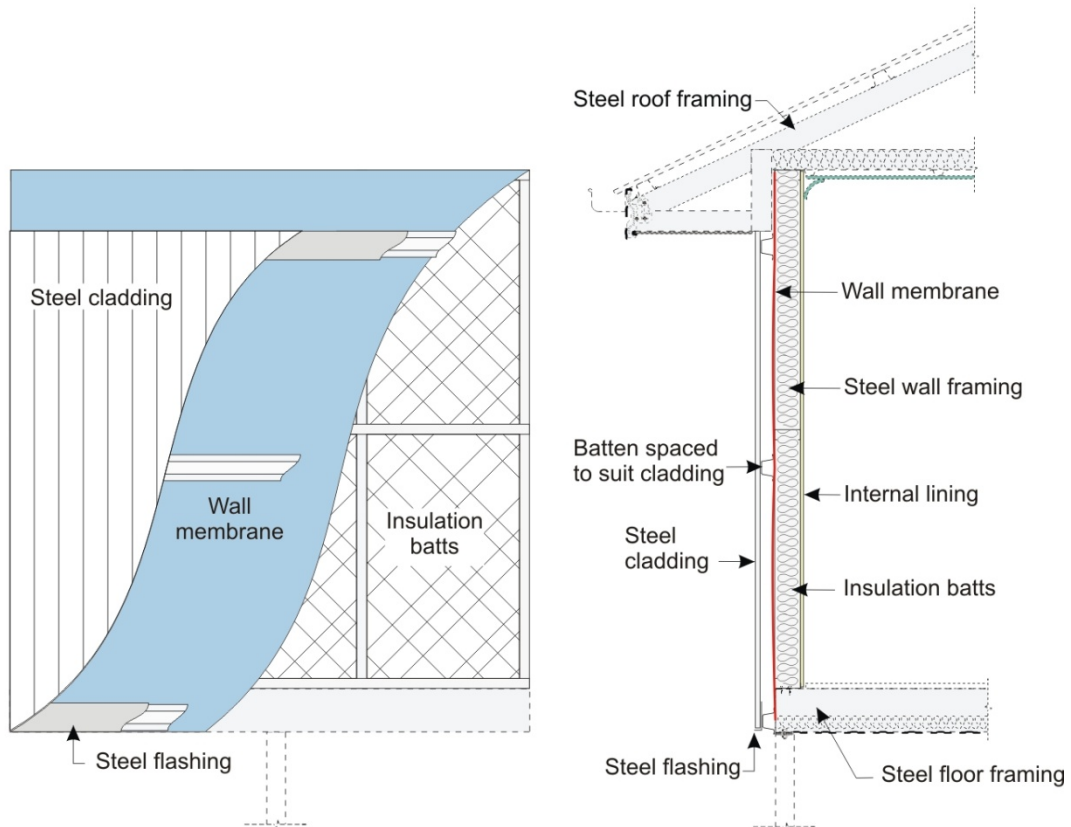 Steel cladding
Wall
membrane
Insulation
batts
Steel flashing
Steel roof framing
Wall membrane
Steel wall framing
Batten spaced
to suit cladding
Internal lining
Steel
cladding
Insulation batts
Steel flashing
Steel floor framing